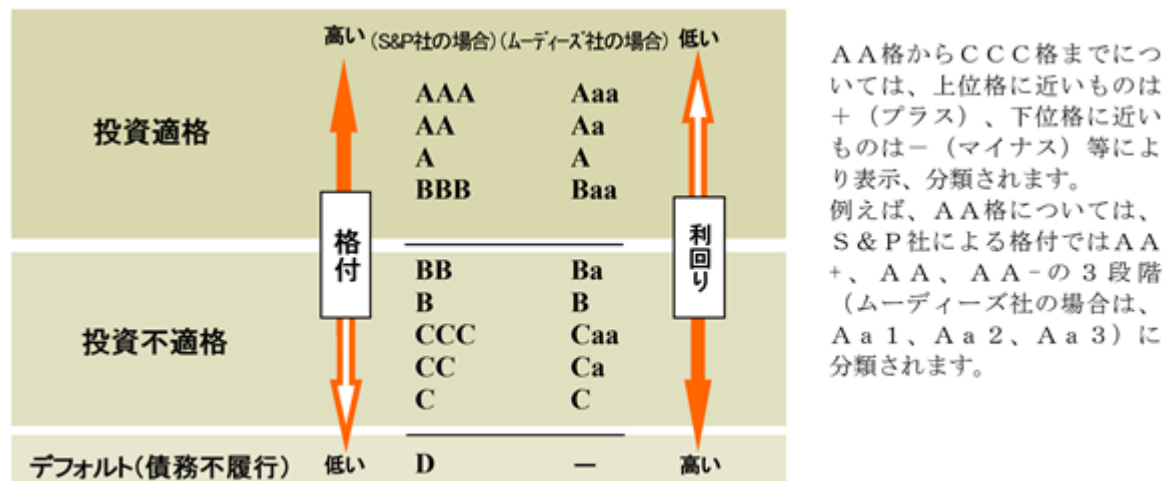 高い (S&P社の場合) (ムーディーズ社の場合) 低い
投資適格
AAA Aaa
AA Aa
A A
BBB Baa
格付
利回り
投資不適格
BB Ba
B B
CCC Caa
CC Ca
C C
デフォルト(債務不履行) 低い D － 高い
ＡＡ格からＣＣＣ格までにつ
いては、上位格に近いものは
＋（プラス）、下位格に近い
ものは－（マイナス）等によ
り表示、分類されます。
例えば、ＡＡ格については、
Ｓ＆Ｐ社による格付ではＡＡ
+、ＡＡ、ＡＡ-の３段階
（ムーディーズ社の場合は、
Ａａ１、Ａａ２、Ａａ３）に
分類されます。